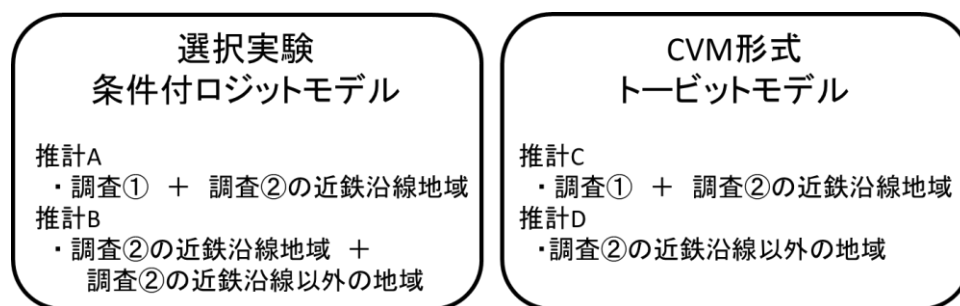 選択実験
条件付ロジットモデル
推計A
・調査① ＋ 調査②の近鉄沿線地域
推計B
・調査②の近鉄沿線地域 ＋
調査②の近鉄沿線以外の地域
CVM形式
トービットモデル
推計C
・調査① ＋ 調査②の近鉄沿線地域
推計D
・調査②の近鉄沿線以外の地域